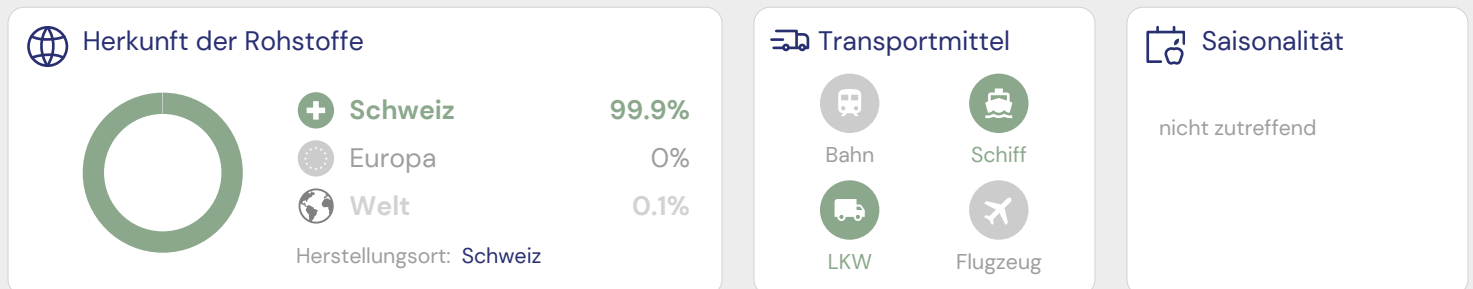 Herkunft der Rohstoffe
Schweiz 99.9%
Europa 0%
Welt 0.1%
Herstellungsort: Schweiz
Transportmittel
Bahn Schiff
LKW Flugzeug
Saisonalität
nicht zutreffend